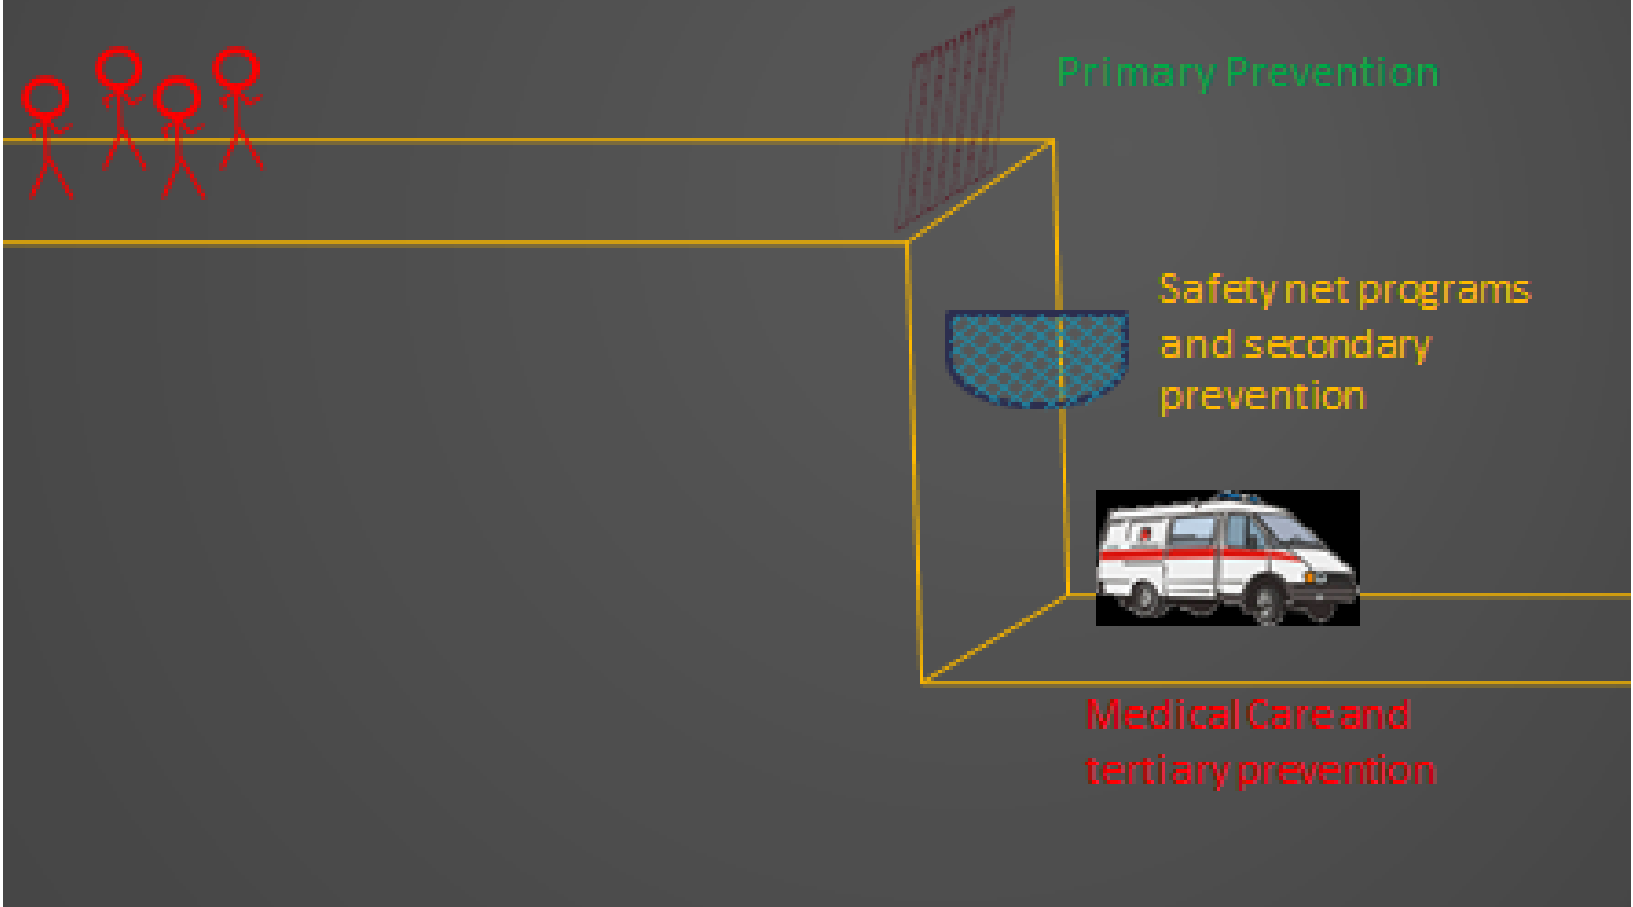 Primary Prevention
Safety net programs
and secondary
prevention
Medical Care and
tertiary prevention